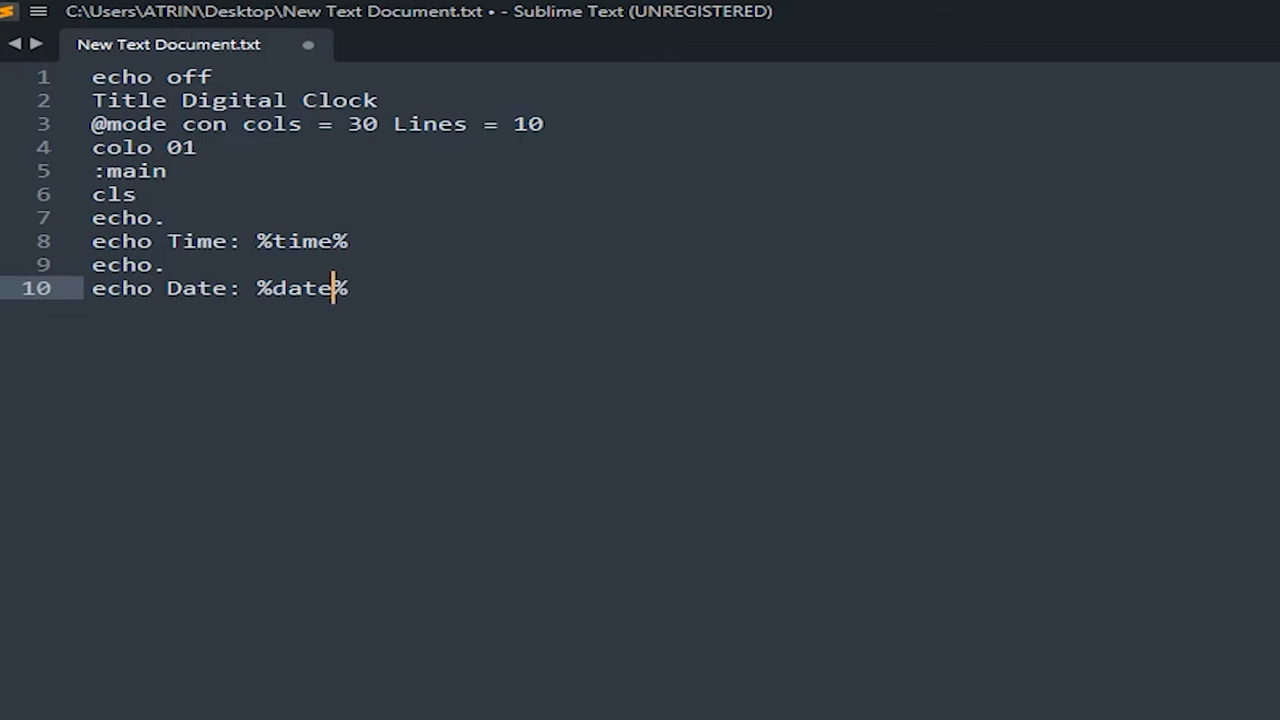 C:\Users\ATRIN\Desktop\New Text Document.txt • - Sublime Text (UNREGISTERED)
New Text Document.txt
1 echo off
2 Title Digital Clock
3 @mode con cols = 30 Lines = 10
4 colo 01
5 :main
6 cls
7 echo.
8 echo Time: %time%
9 echo.
10 echo Date: %date%